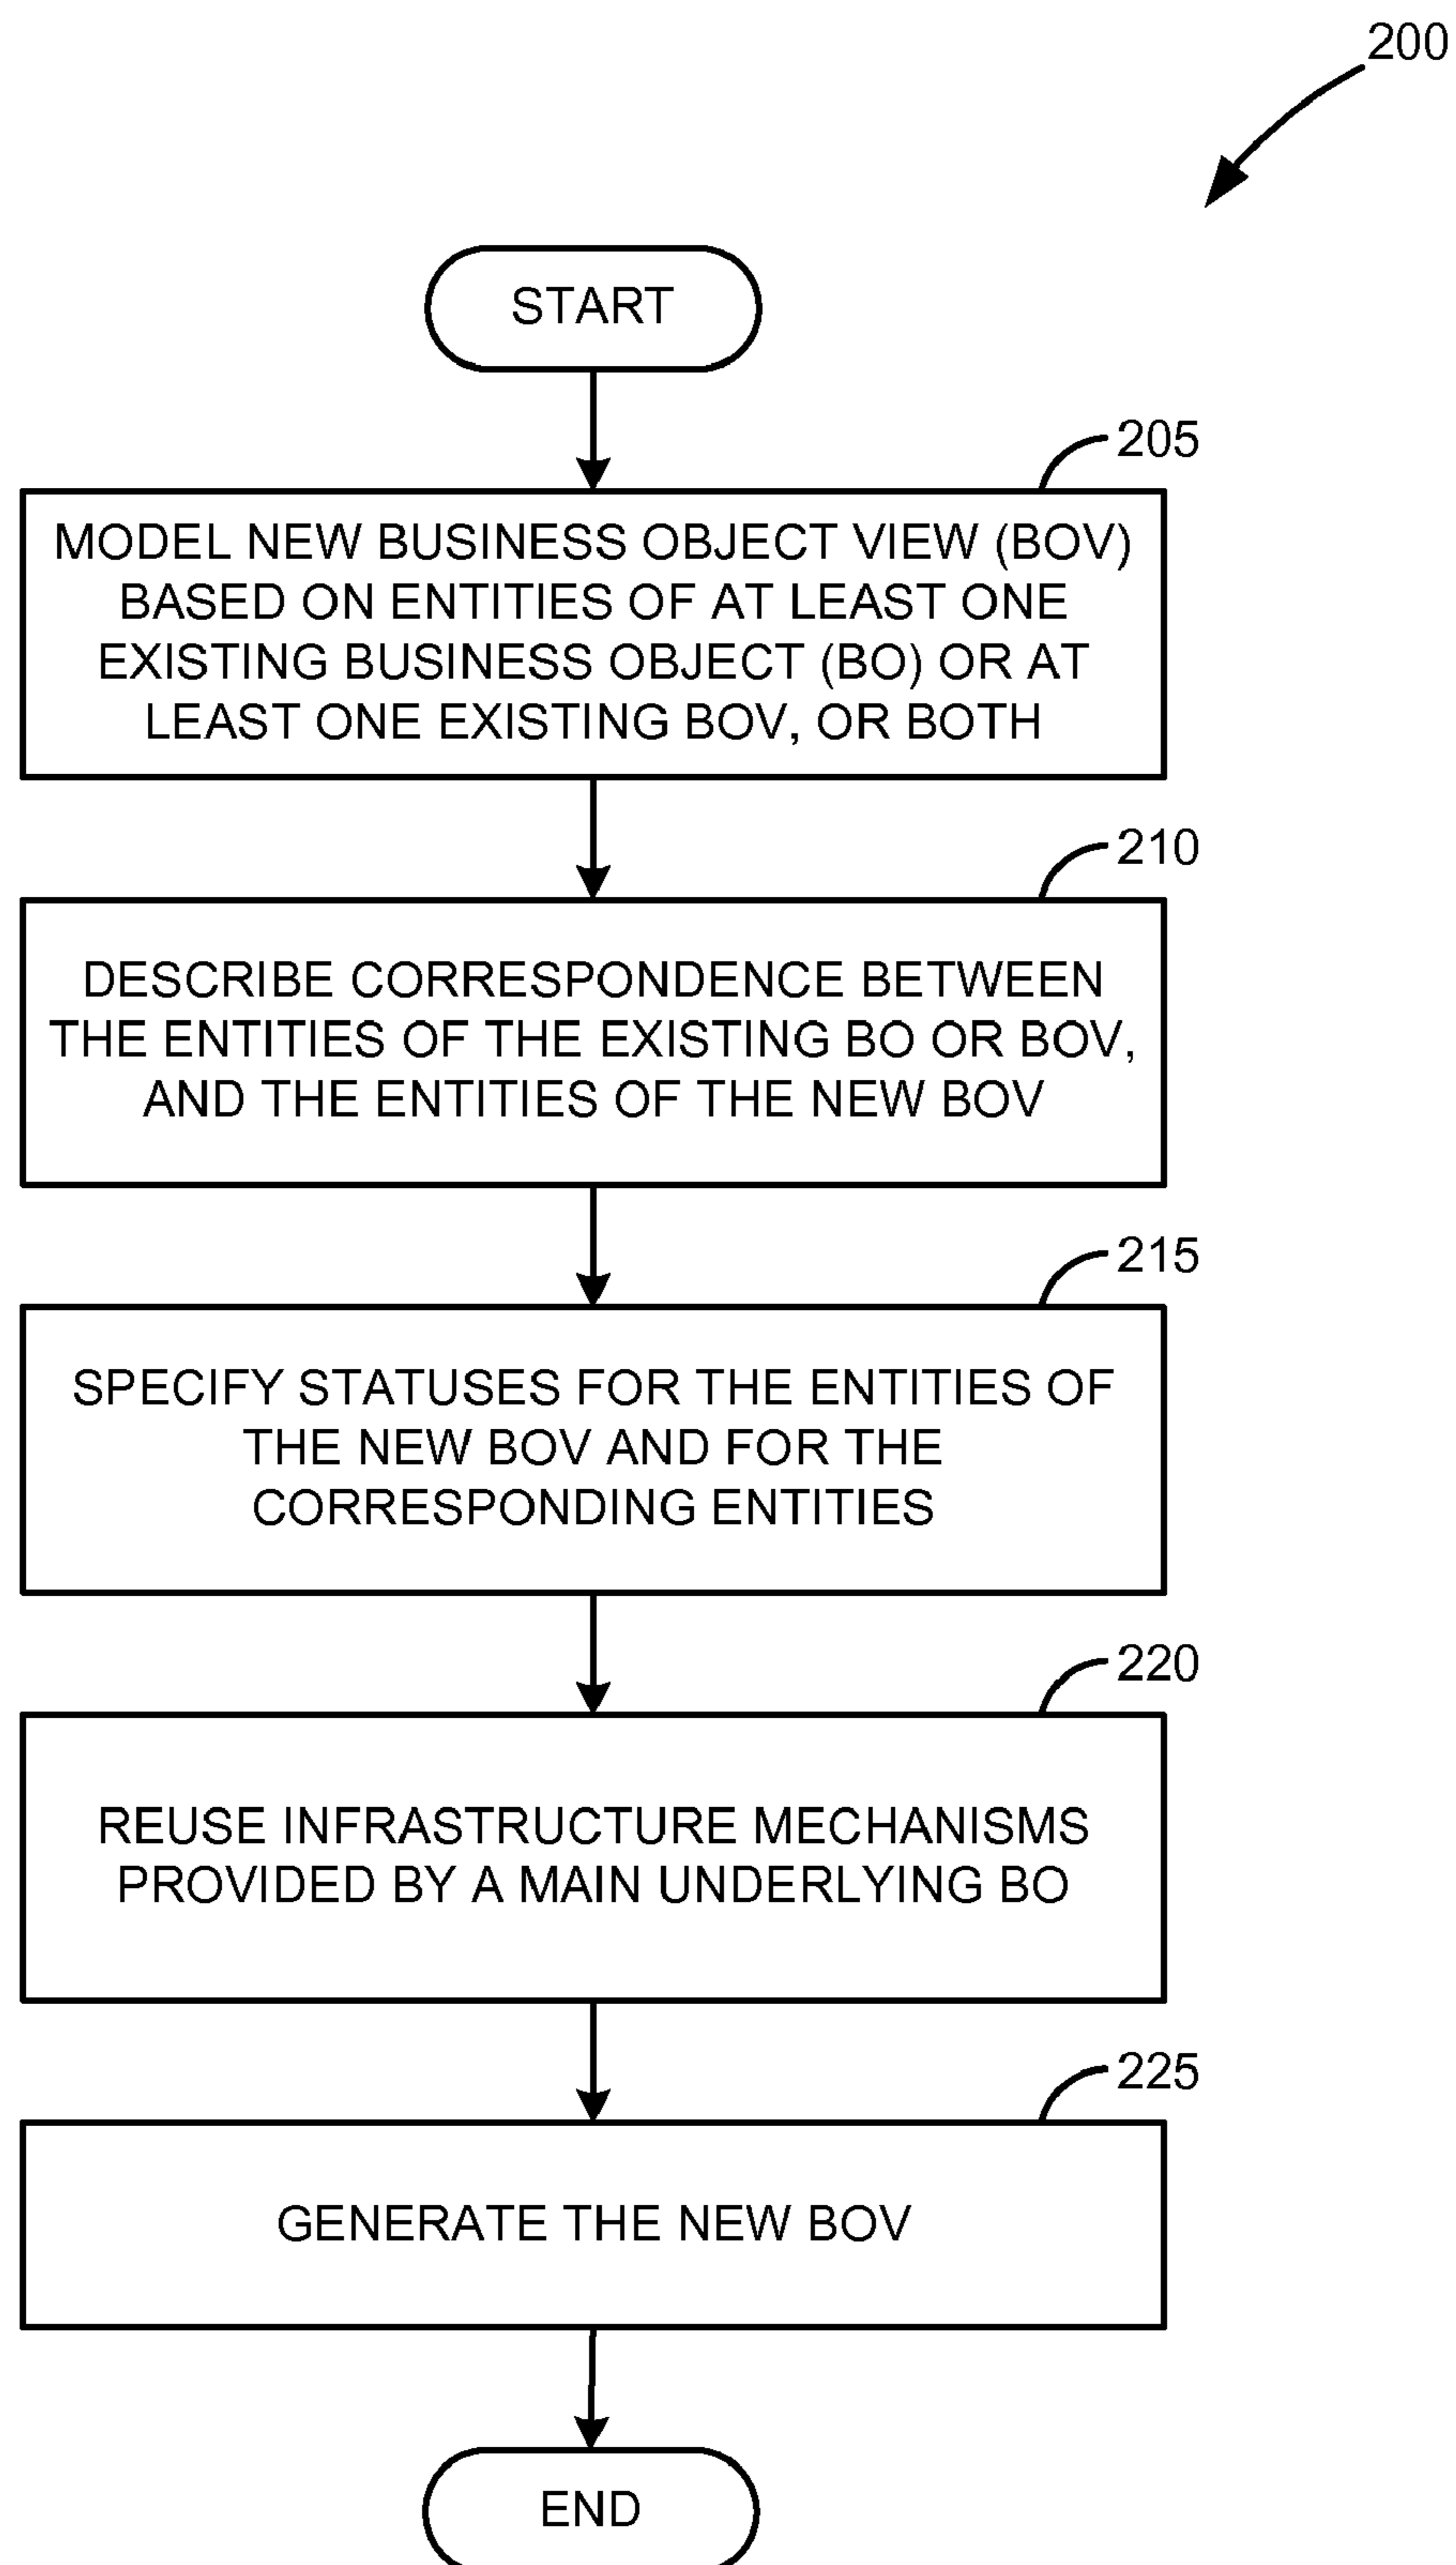 200
START
205
MODEL NEW BUSINESS OBJECT VIEW (BOV)
BASED ON ENTITIES OF AT LEAST ONE
EXISTING BUSINESS OBJECT (BO) OR AT
LEAST ONE EXISTING BOV, OR BOTH
210
DESCRIBE CORRESPONDENCE BETWEEN
THE ENTITIES OF THE EXISTING BO OR BOV,
AND THE ENTITIES OF THE NEW BOV
215
SPECIFY STATUSES FOR THE ENTITIES OF
THE NEW BOV AND FOR THE
CORRESPONDING ENTITIES
220
REUSE INFRASTRUCTURE MECHANISMS
PROVIDED BY A MAIN UNDERLYING BO
225
GENERATE THE NEW BOV
END